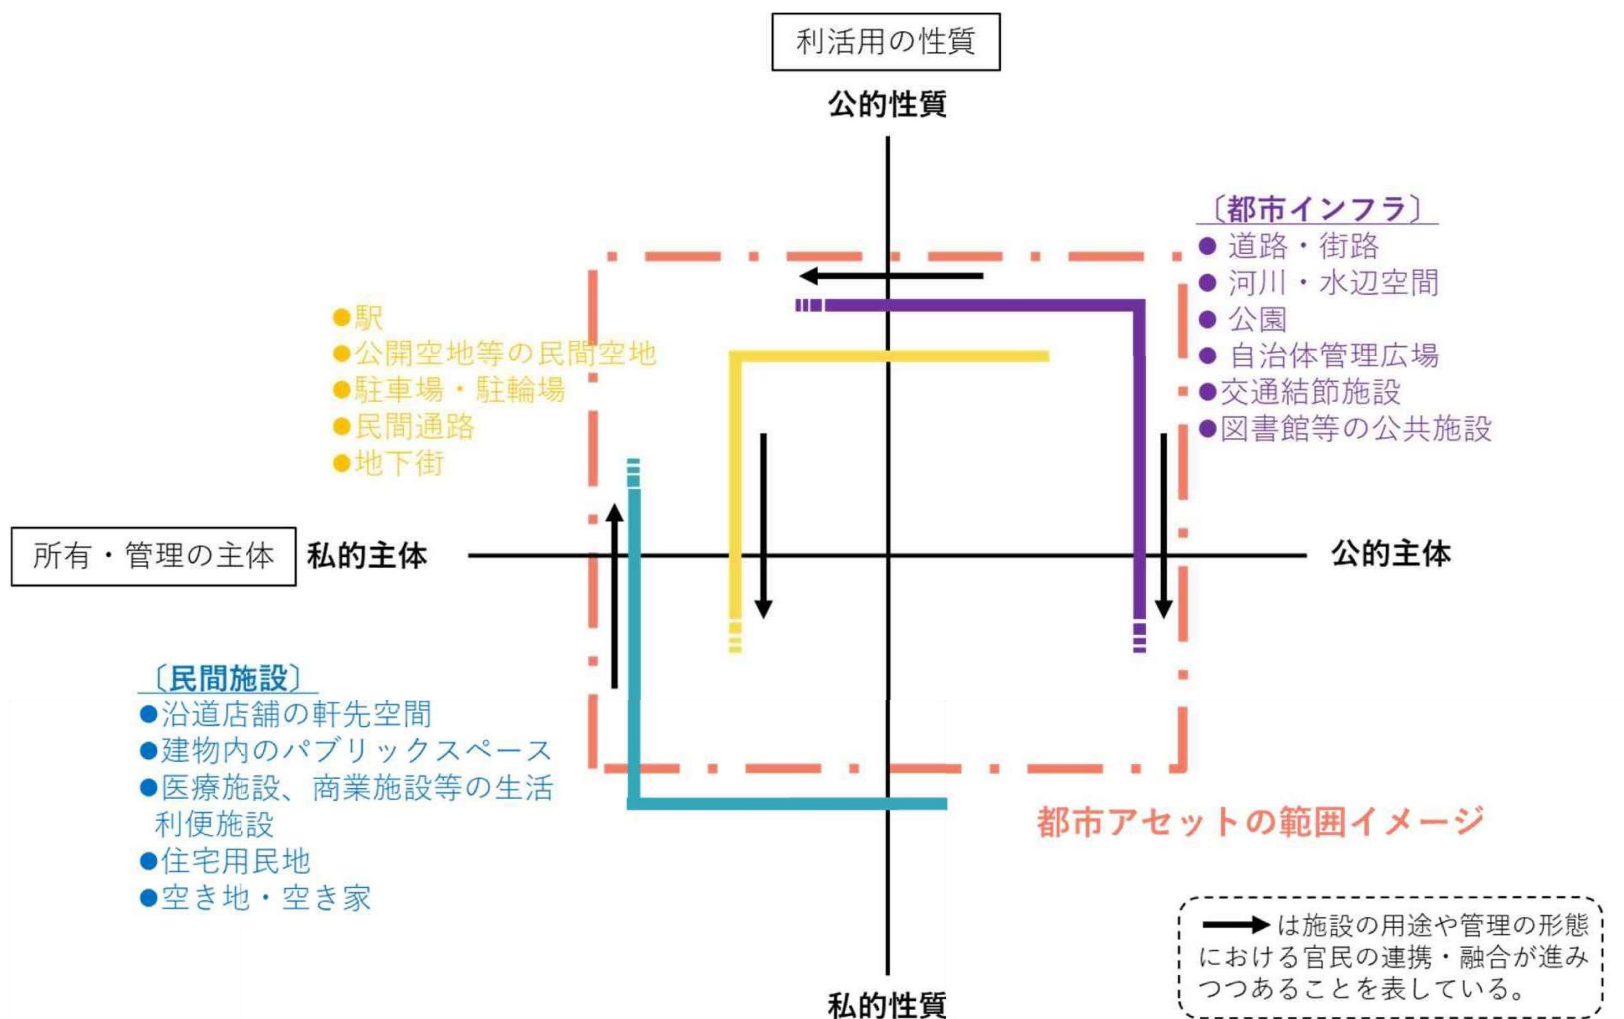 利活用の性質
公的性質
〔都市インフラ〕
● 道路・街路
● 河川・水辺空間
● 公園
● 自治体管理広場
●交通結節施設
●図書館等の公共施設
●駅
●公開空地等の民間空地
●駐車場・駐輪場
●民間通路
●地下街
所有・管理の主体
私的主体
公的主体
〔民間施設〕
●沿道店舗の軒先空間
●建物内のパブリックスペース
●医療施設、商業施設等の生活
利便施設
●住宅用民地
●空き地・空き家
都市アセットの範囲イメージ
は施設の用途や管理の形態
における官民の連携・融合が進み
つつあることを表している。
私的性質